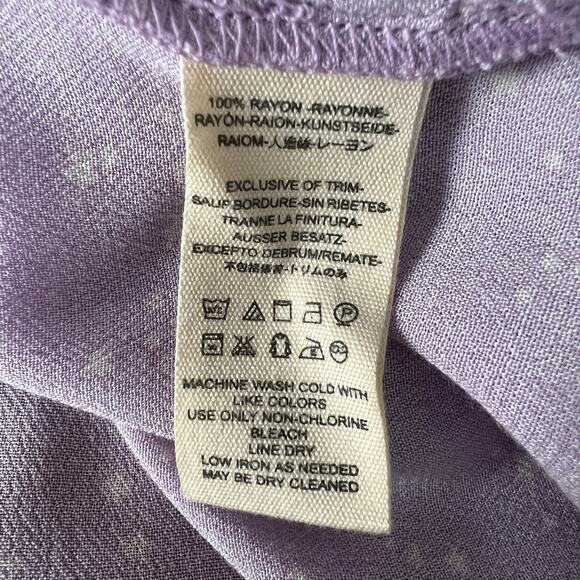 100% RAYON -RAYONNE-
RAYÓN-RAION-KUNSTSEIDE-
RAIOM-人造絲-レーヨン
EXCLUSIVE OF TRIM-
SAUF BORDURE-SIN RIBETES-
TRANNE LA FINITURA-
AUSSER BESATZ-
EXCEPTO DEBRUM/REMATE-
不包括捲習-トリムのみ
MACHINE WASH COLD WITH
LIKE COLORS
USE ONLY NON-CHLORINE
BLEACH
LINE DRY
LOW IRON AS NEEDED
MAY BE DRY CLEANED